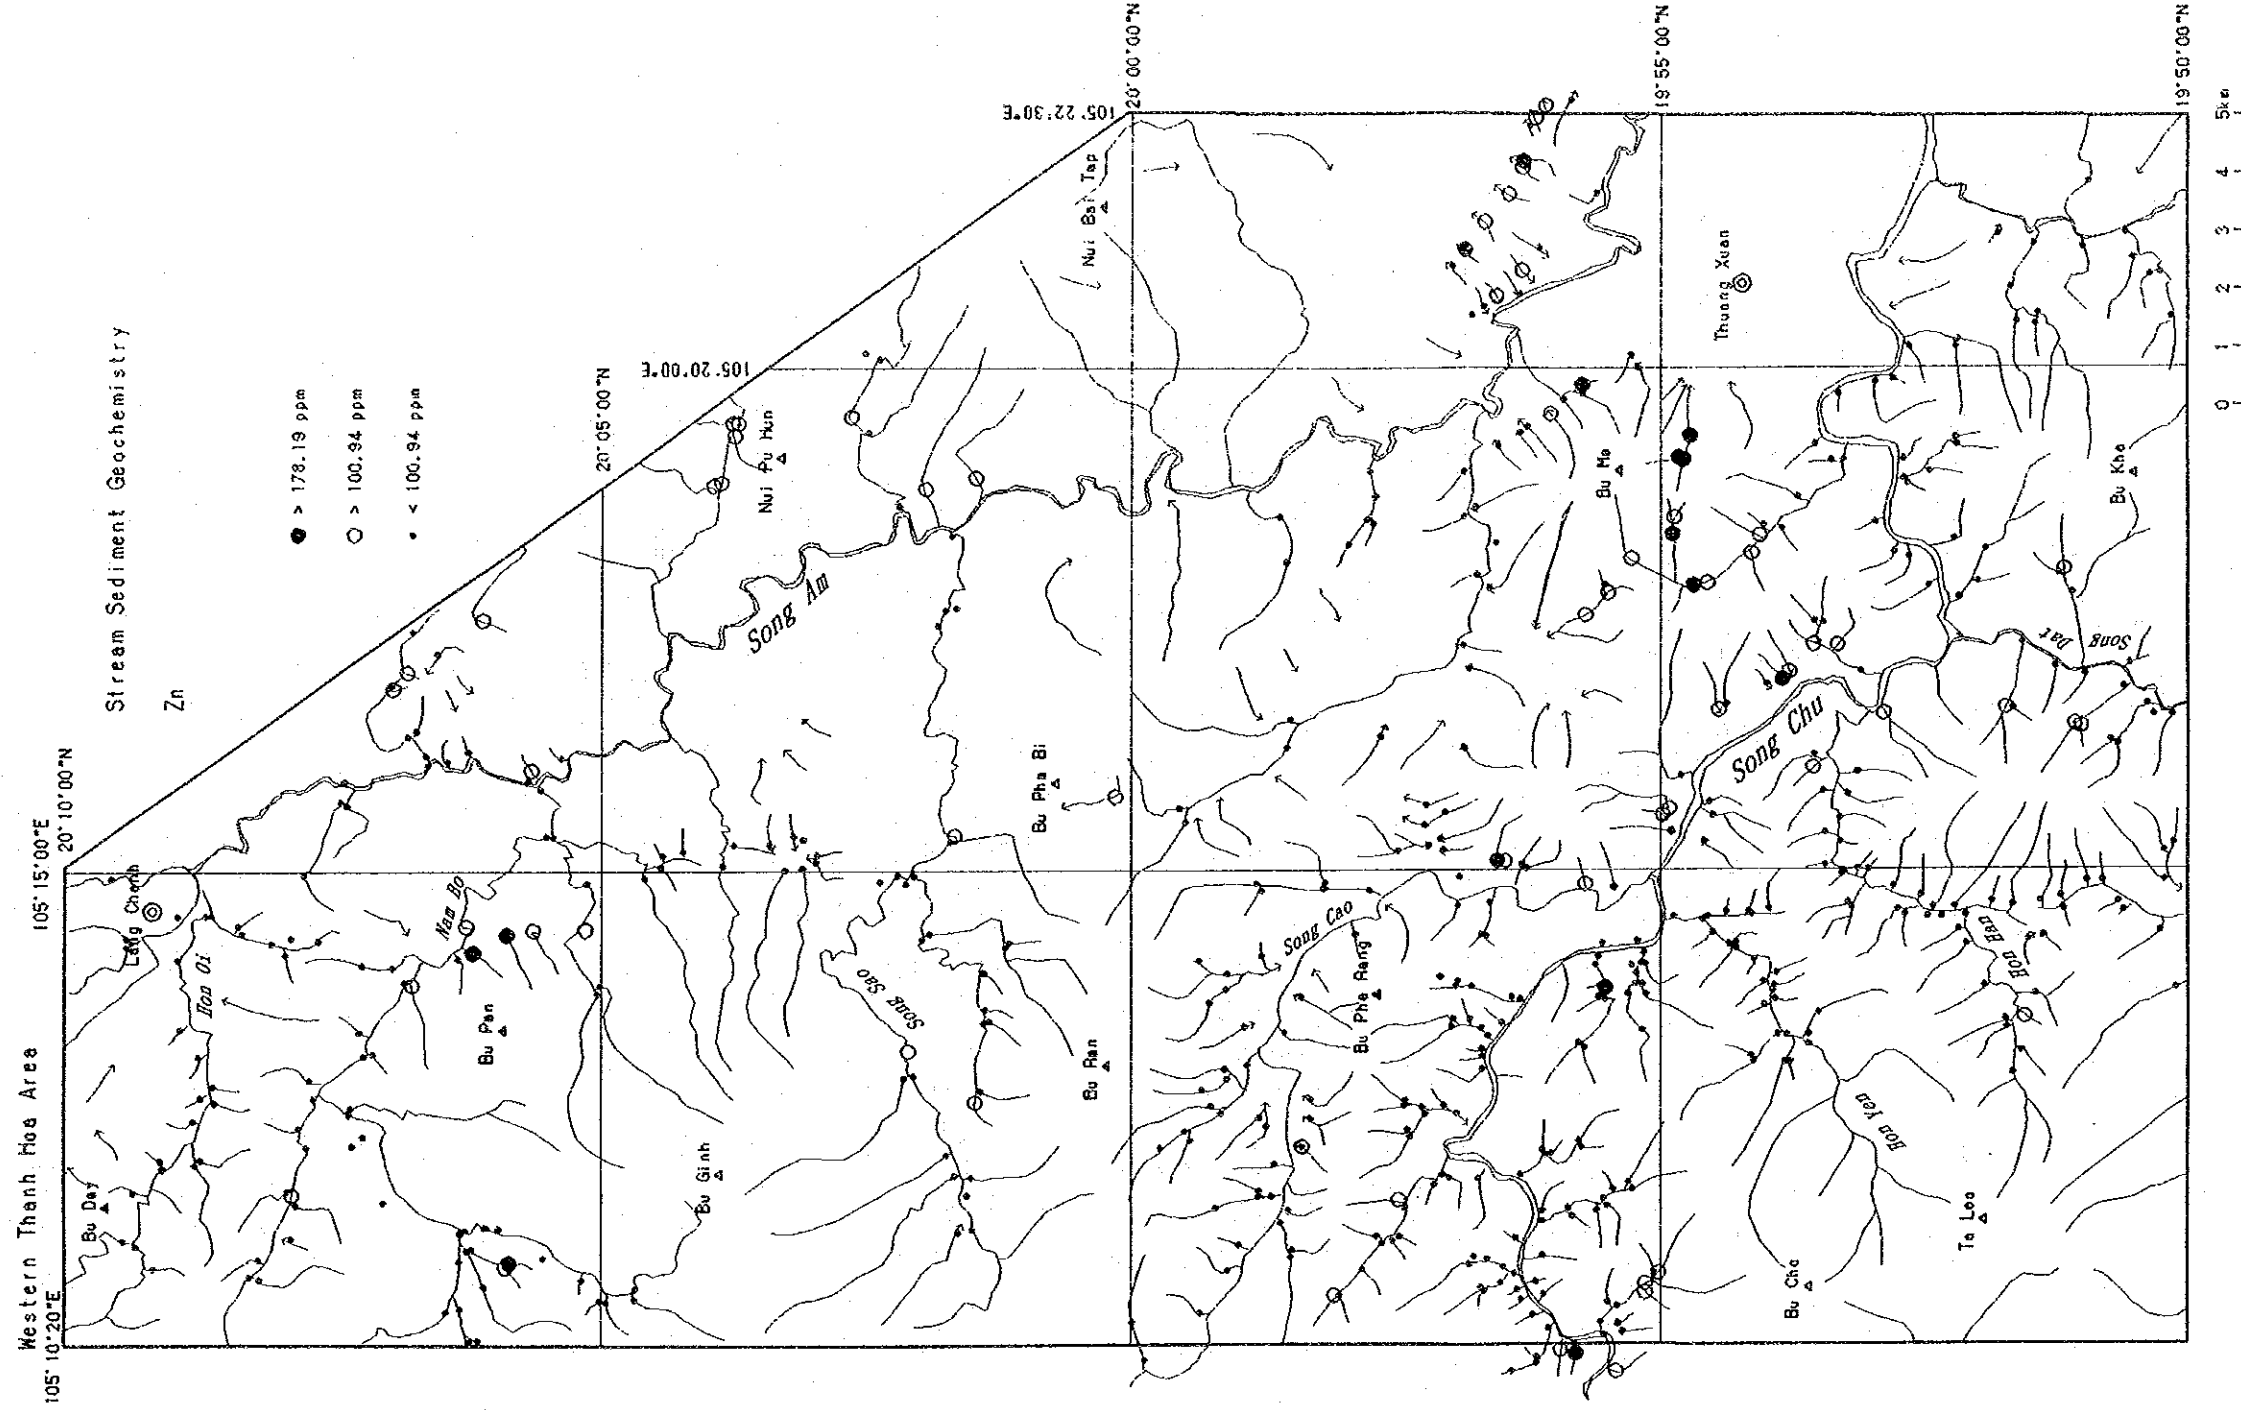 Western Thanh Hoa Area
Stream Sediment Geochemistry
Zn
● > 178.19 ppm
○ > 100.94 ppm
• < 100.94 ppm
105°10'20"E
105°15'00"E
20°10'00"N
105°20'00"E
20°05'00"N
105°22'30"E
20°00'00"N
19°55'00"N
19°50'00"N
Lang Chanh
Hon Oi
Bu Day
Nam Bo
Bu Pan
Bu Ginh
Nui Pu Hun
Song Am
Song Sao
Bu Pha Bi
Bu Ran
Nui Bai Tap
Song Cao
Bu Pha Rang
Bu Me
Thuong Xuan
Song Chu
Song Dat
Bu Kha
Hon Han
Hon Yen
Bu Cha
Ta Leo
0 1 2 3 4 5km